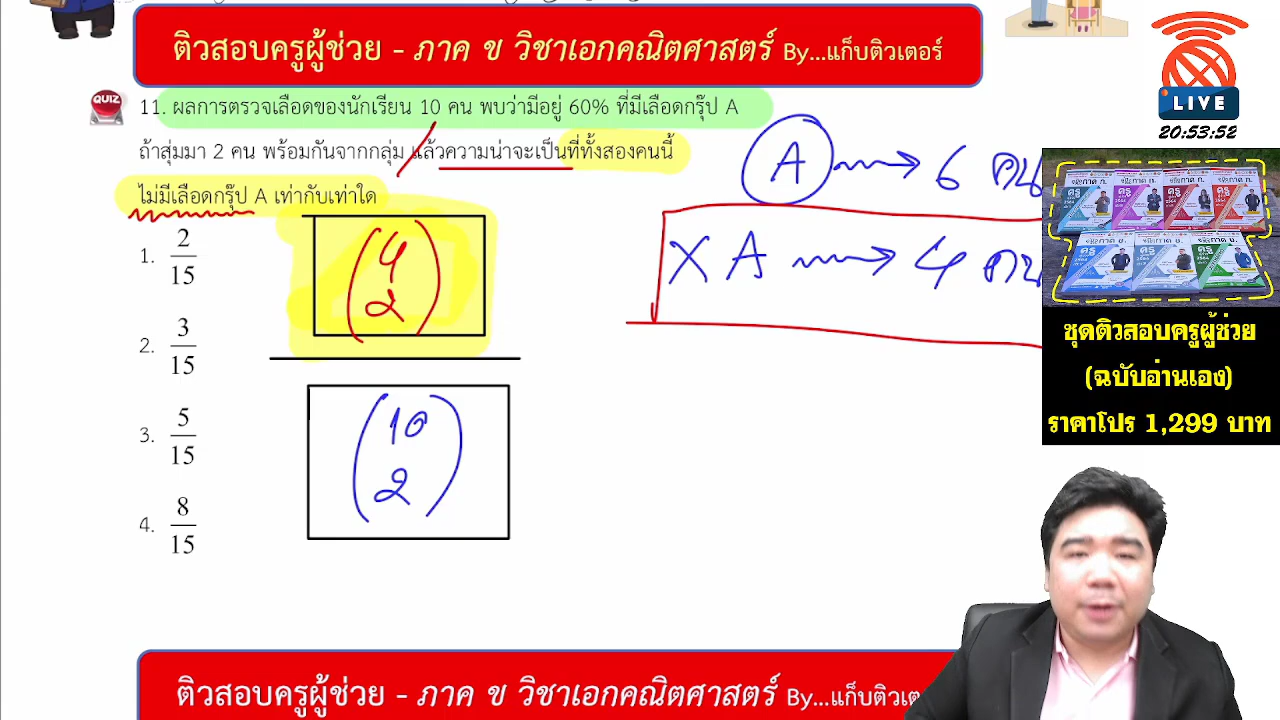 ติวสอบครูผู้ช่วย - ภาค ข วิชาเอกคณิตศาสตร์ By...แก็บติวเตอร์
LIVE
20:53:52
QUIZ
11. ผลการตรวจเลือดของนักเรียน 10 คน พบว่ามีอยู่ 60% ที่มีเลือดกรุ๊ป A
ถ้าสุ่มมา 2 คน พร้อมกันจากกลุ่ม แล้วความน่าจะเป็นที่ทั้งสองคนนี้
ไม่มีเลือดกรุ๊ป A เท่ากับเท่าใด
A → 6 คน
X A → 4 คน
1. 2/15
2. 3/15
3. 5/15
4. 8/15
(4
2)
(10
2)
ชุดติวสอบครูผู้ช่วย
(ฉบับอ่านเอง)
ราคาโปร 1,299 บาท
ติวสอบครูผู้ช่วย - ภาค ข วิชาเอกคณิตศาสตร์ By...แก็บติวเต